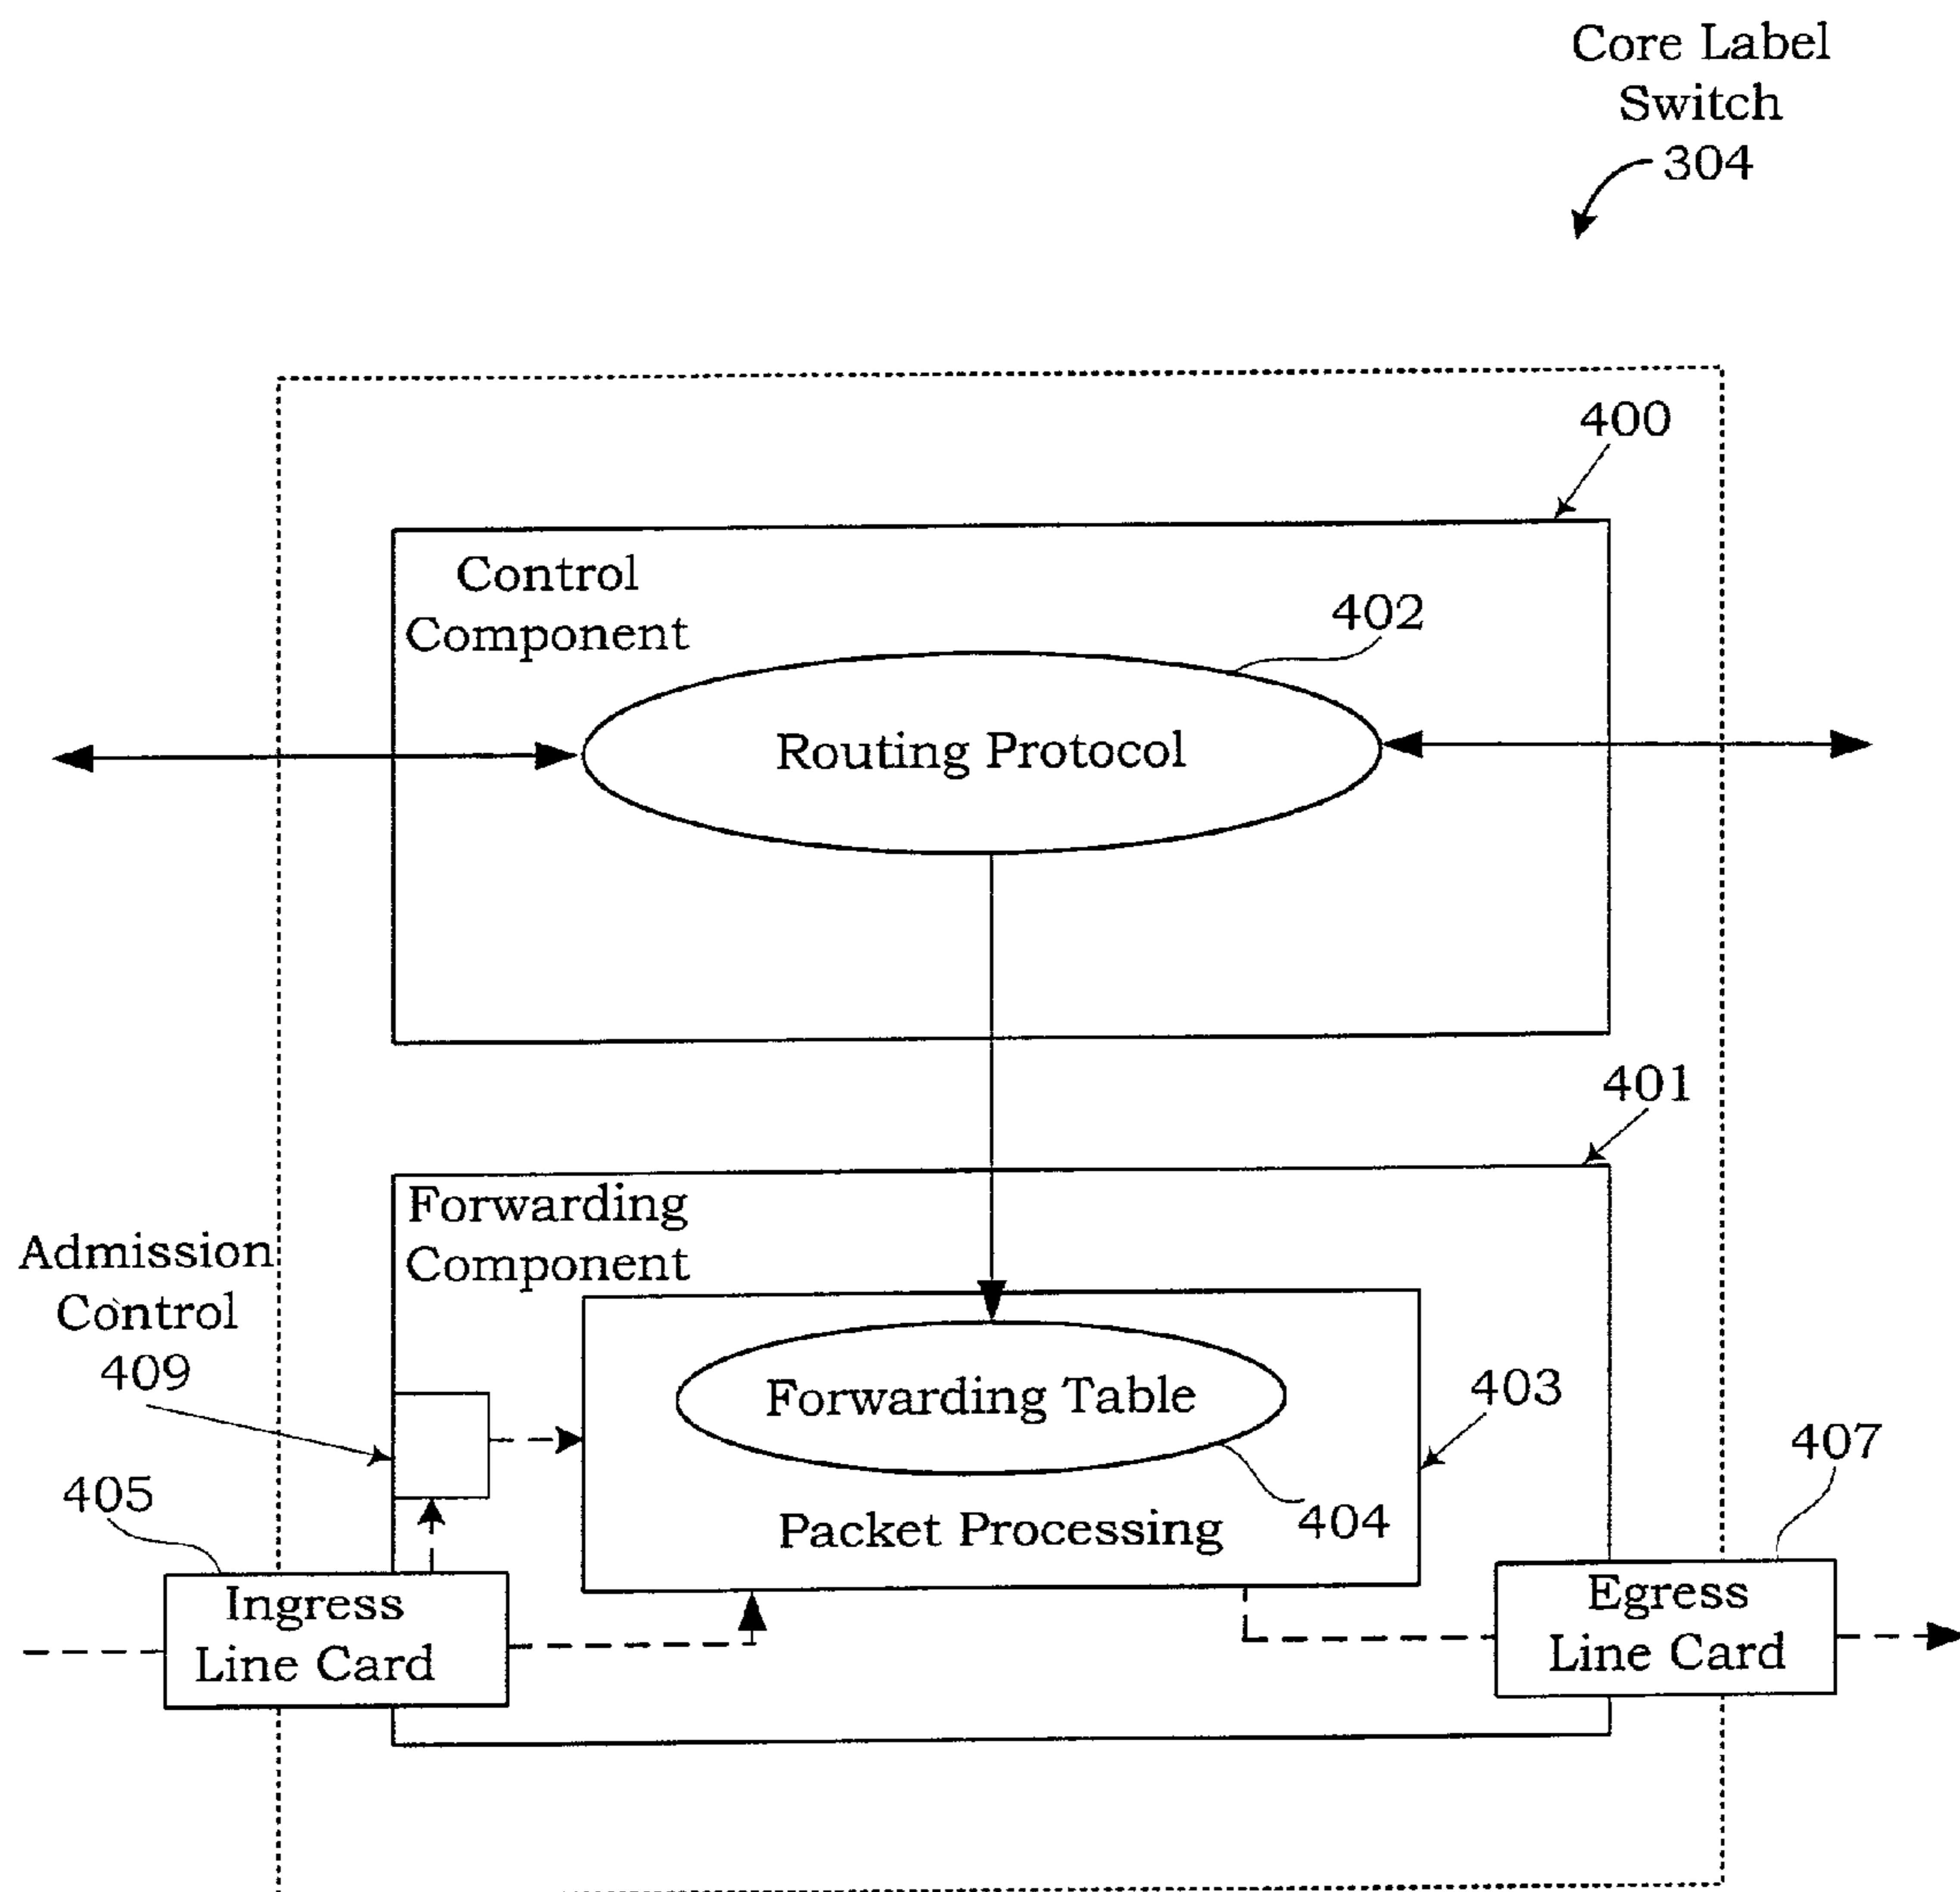 Core Label
Switch
304
400
Control
Component
402
Routing Protocol
401
Forwarding
Component
Admission
Control
409
Forwarding Table
403
407
405
404
Packet Processing
Ingress
Line Card
Egress
Line Card